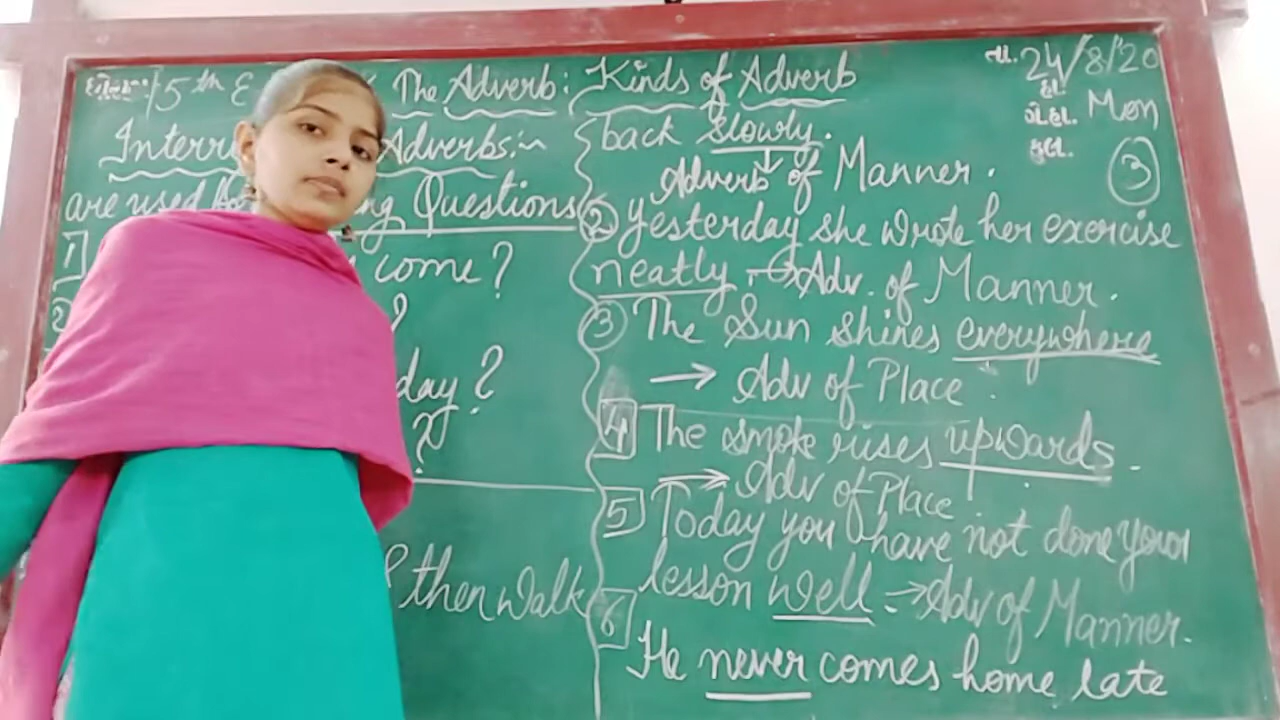 5th E
The Adverb: Kinds of Adverb
તા. 24/8/20
Mon
3
Adverbs:~
are used
Questions
1
come?
2
?
day?
?
& then Walk
back slowly.
Adverb of Manner.
2 yesterday she wrote her exercise
neatly → Adv. of Manner.
3 The Sun shines everywhere
→ Adv of Place.
4 The smoke rises upwards.
→ Adv of Place
5 Today you have not done your
lesson well. → Adv of Manner.
6
He never comes home late